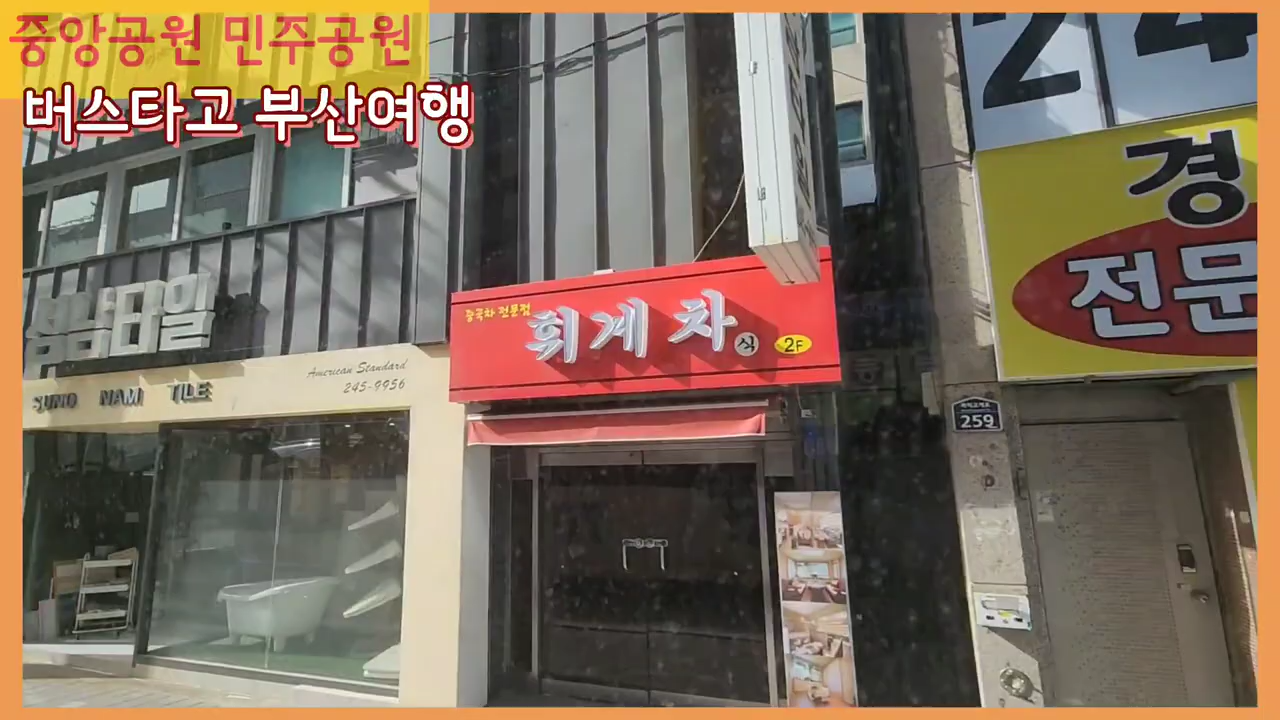 중앙공원 민주공원
버스타고 부산여행
성남타일
SUNG NAM TILE
American Standard
245-9956
중국차 전문점
휘게차
식
2F
24
경
전문
259